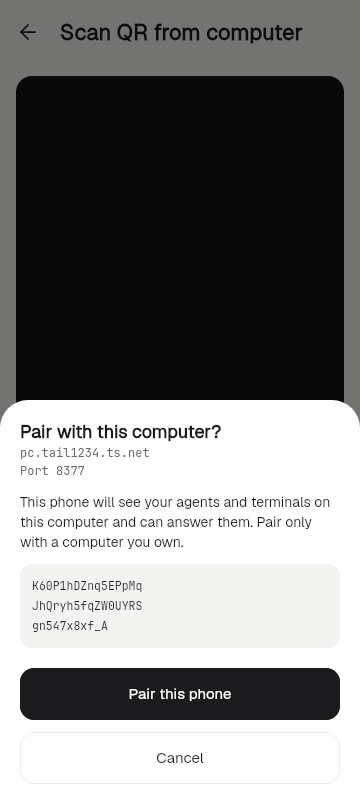 Scan QR from computer
Pair with this computer?
pc.tail1234.ts.net
Port 8377
This phone will see your agents and terminals on
this computer and can answer them. Pair only
with a computer you own.
K60P1hDZnq5EPpMq
JhQryh5fqZW0UYRS
gn547x8xf_A
Pair this phone
Cancel